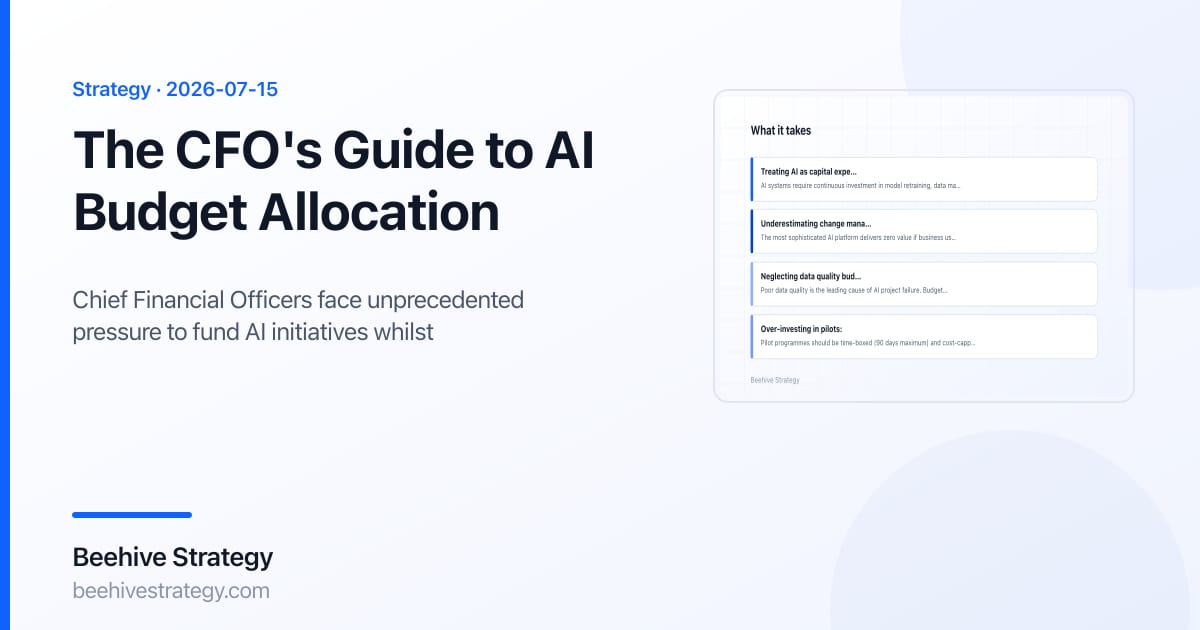 Strategy · 2026-07-15
The CFO's Guide to AI
Budget Allocation
Chief Financial Officers face unprecedented
pressure to fund AI initiatives whilst
Beehive Strategy
beehivestrategy.com
What it takes
Treating AI as capital expe...
AI systems require continuous investment in model retraining, data ma...
Underestimating change mana...
The most sophisticated AI platform delivers zero value if business us...
Neglecting data quality bud...
Poor data quality is the leading cause of AI project failure. Budget...
Over-investing in pilots:
Pilot programmes should be time-boxed (90 days maximum) and cost-capp...
Beehive Strategy